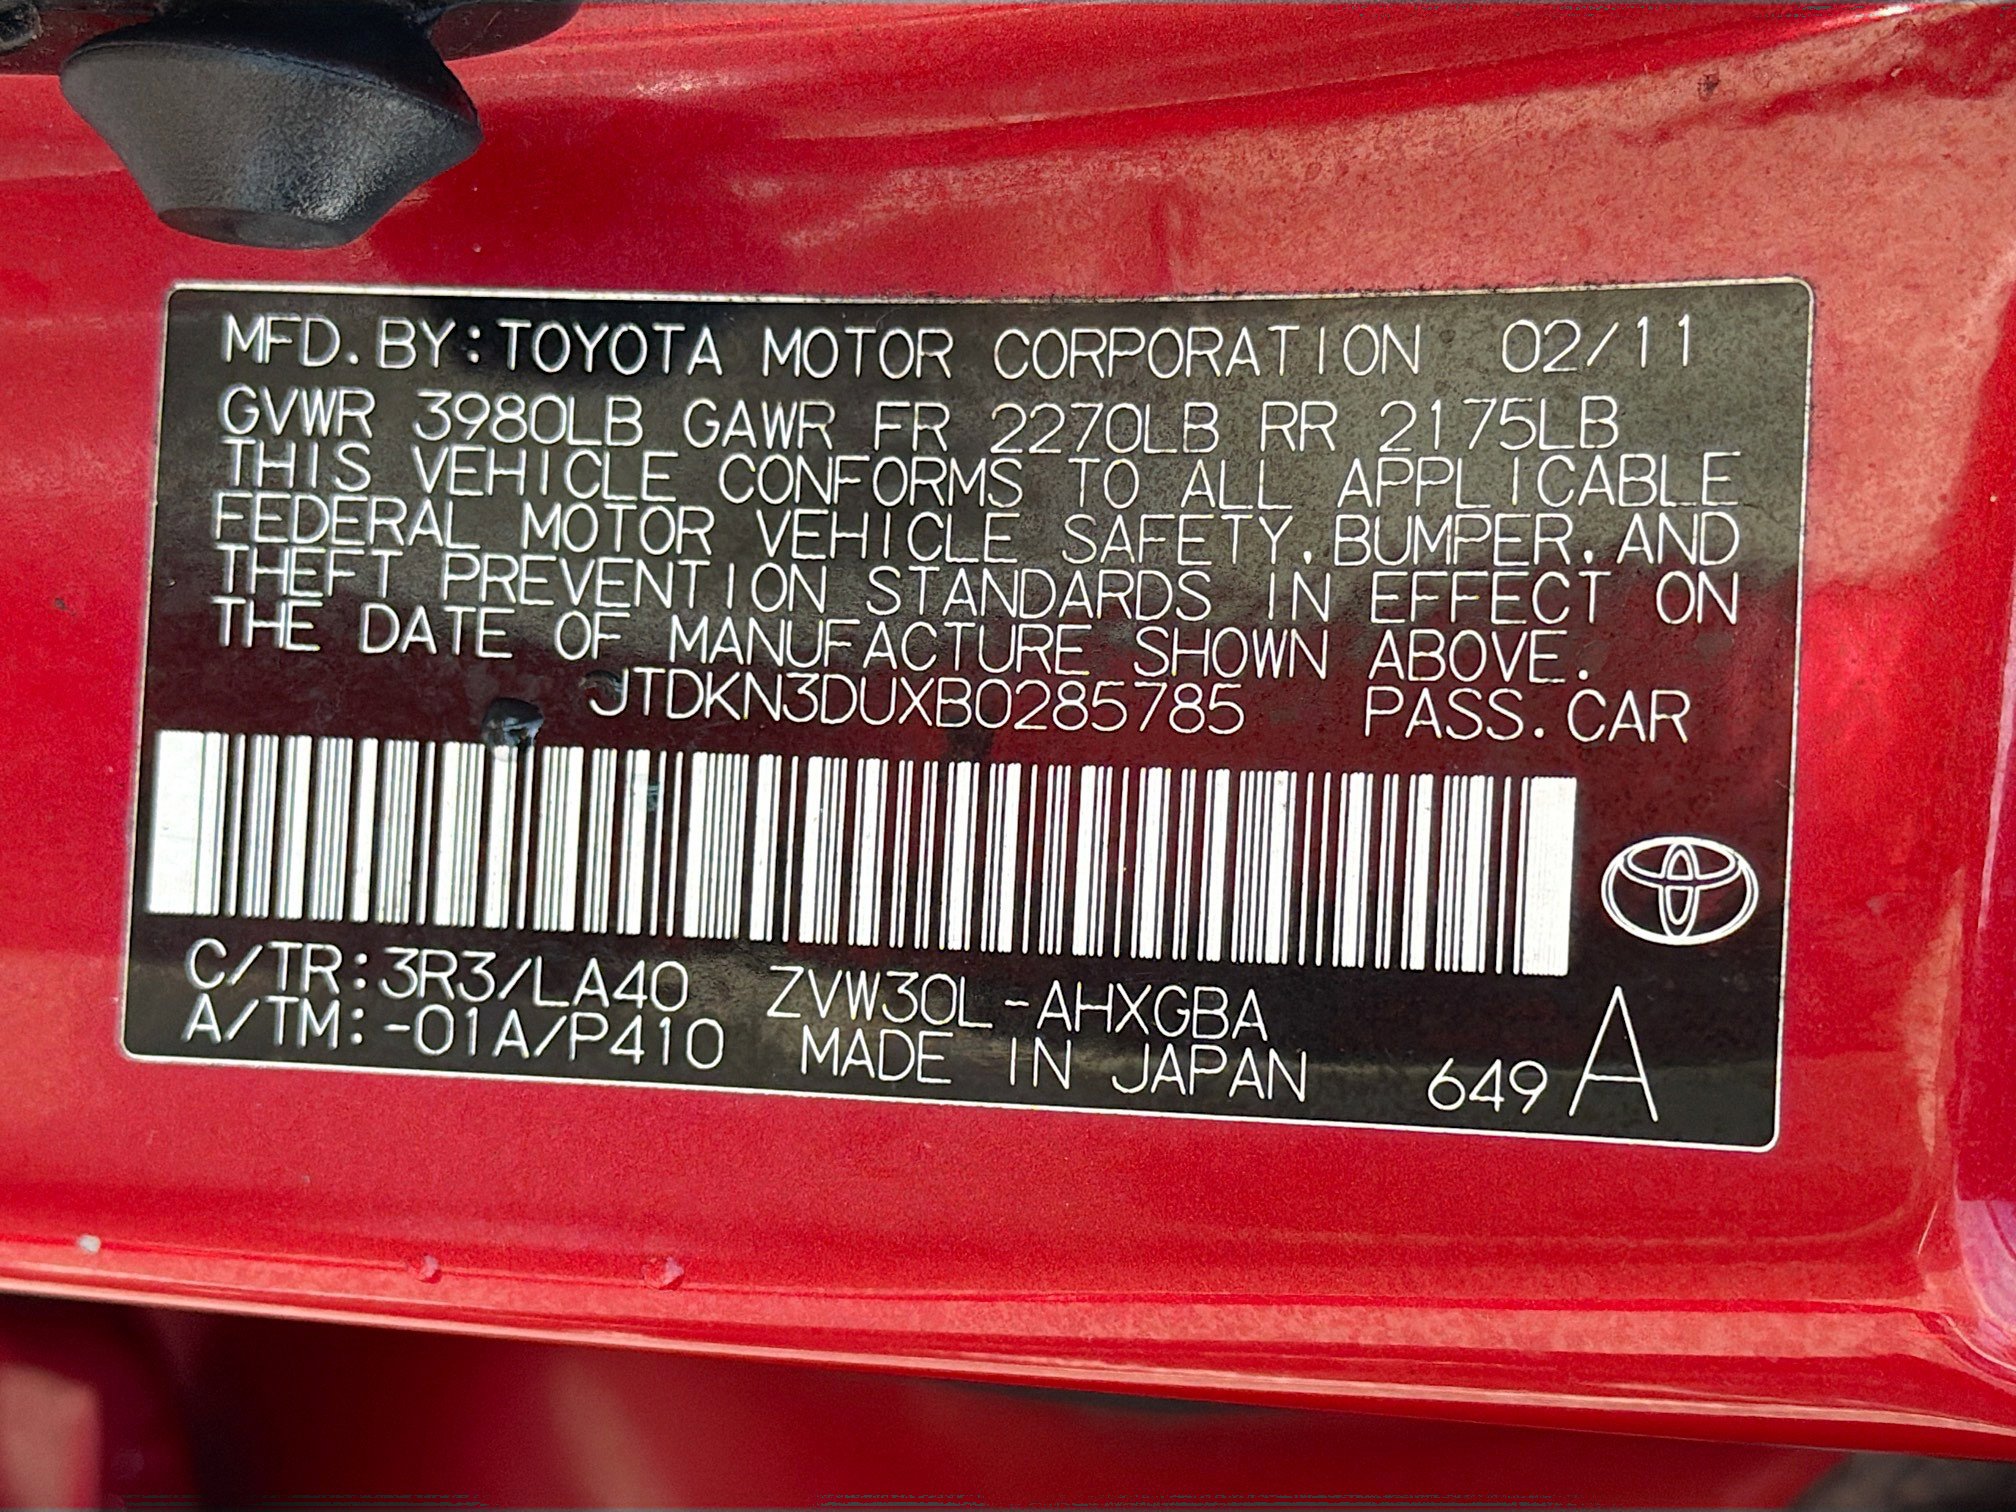 MFD. BY: TOYOTA MOTOR CORPORATION 02/11
GVWR 3980LB GAWR FR 2270LB RR 2175LB
THIS VEHICLE CONFORMS TO ALL APPLICABLE
FEDERAL MOTOR VEHICLE SAFETY, BUMPER, AND
THEFT PREVENTION STANDARDS IN EFFECT ON
THE DATE OF MANUFACTURE SHOWN ABOVE.
JTDKN3DUXB0285785 PASS. CAR
C/TR: 3R3/LA40 ZVW30L-AHXGBA
A/TM: -01A/P410 MADE IN JAPAN 649 A